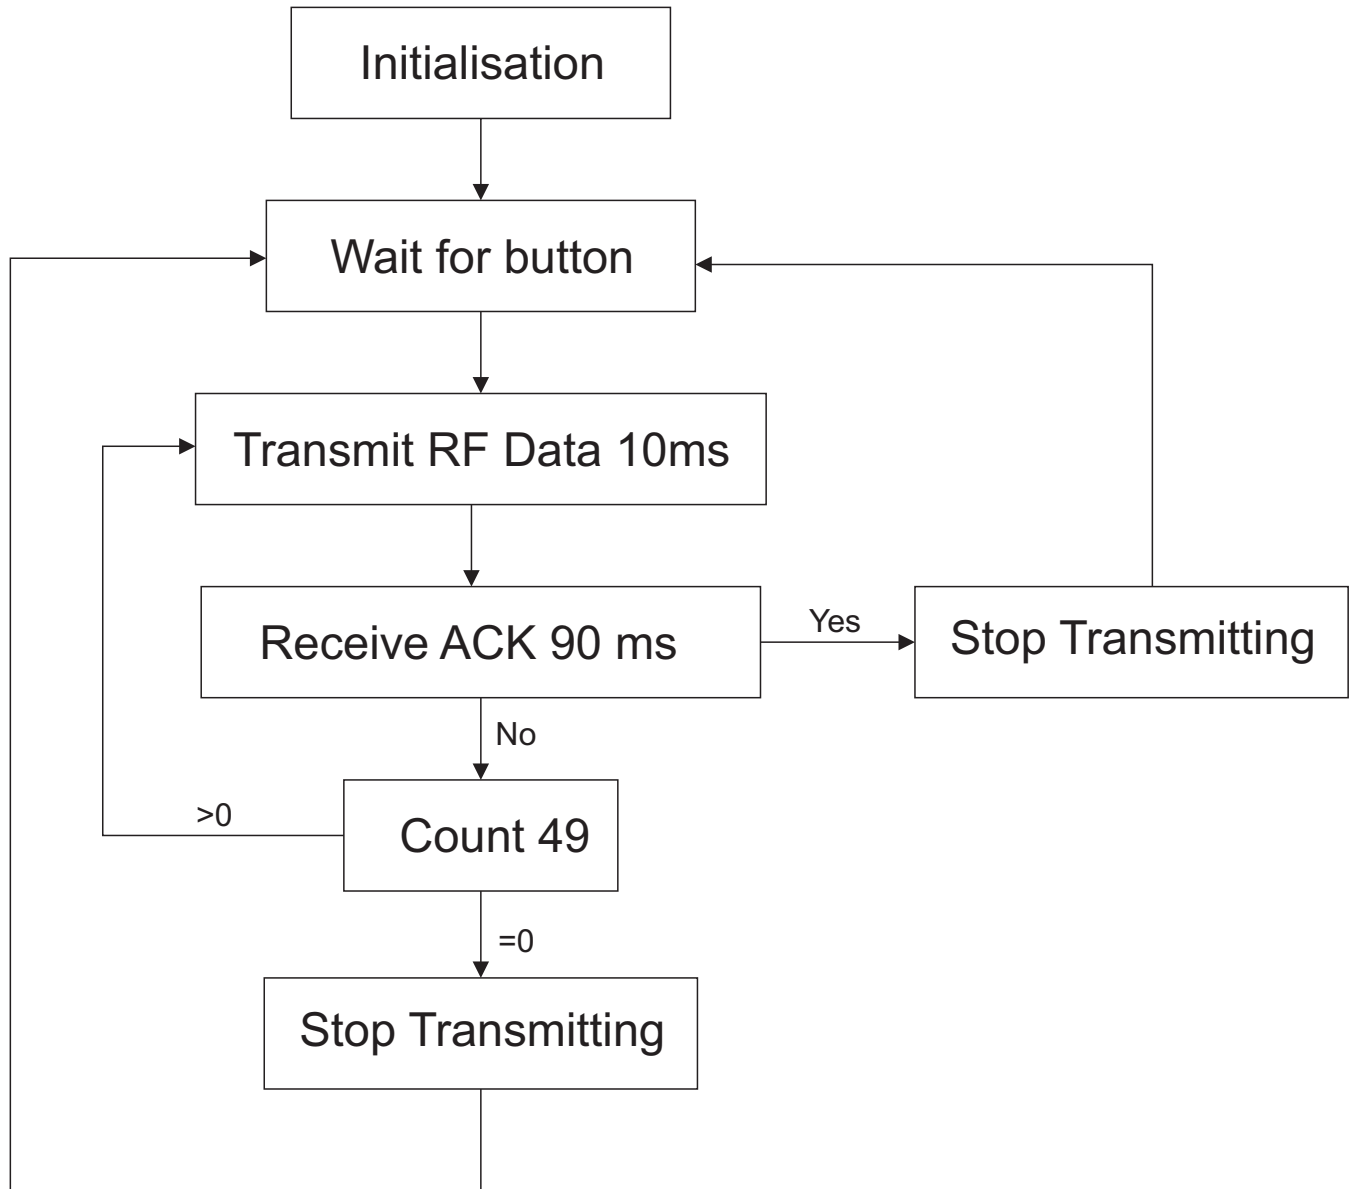 Initialisation
Wait for button
Transmit RF Data 10ms
Receive ACK 90 ms
Yes
Stop Transmitting
No
>0
Count 49
=0
Stop Transmitting